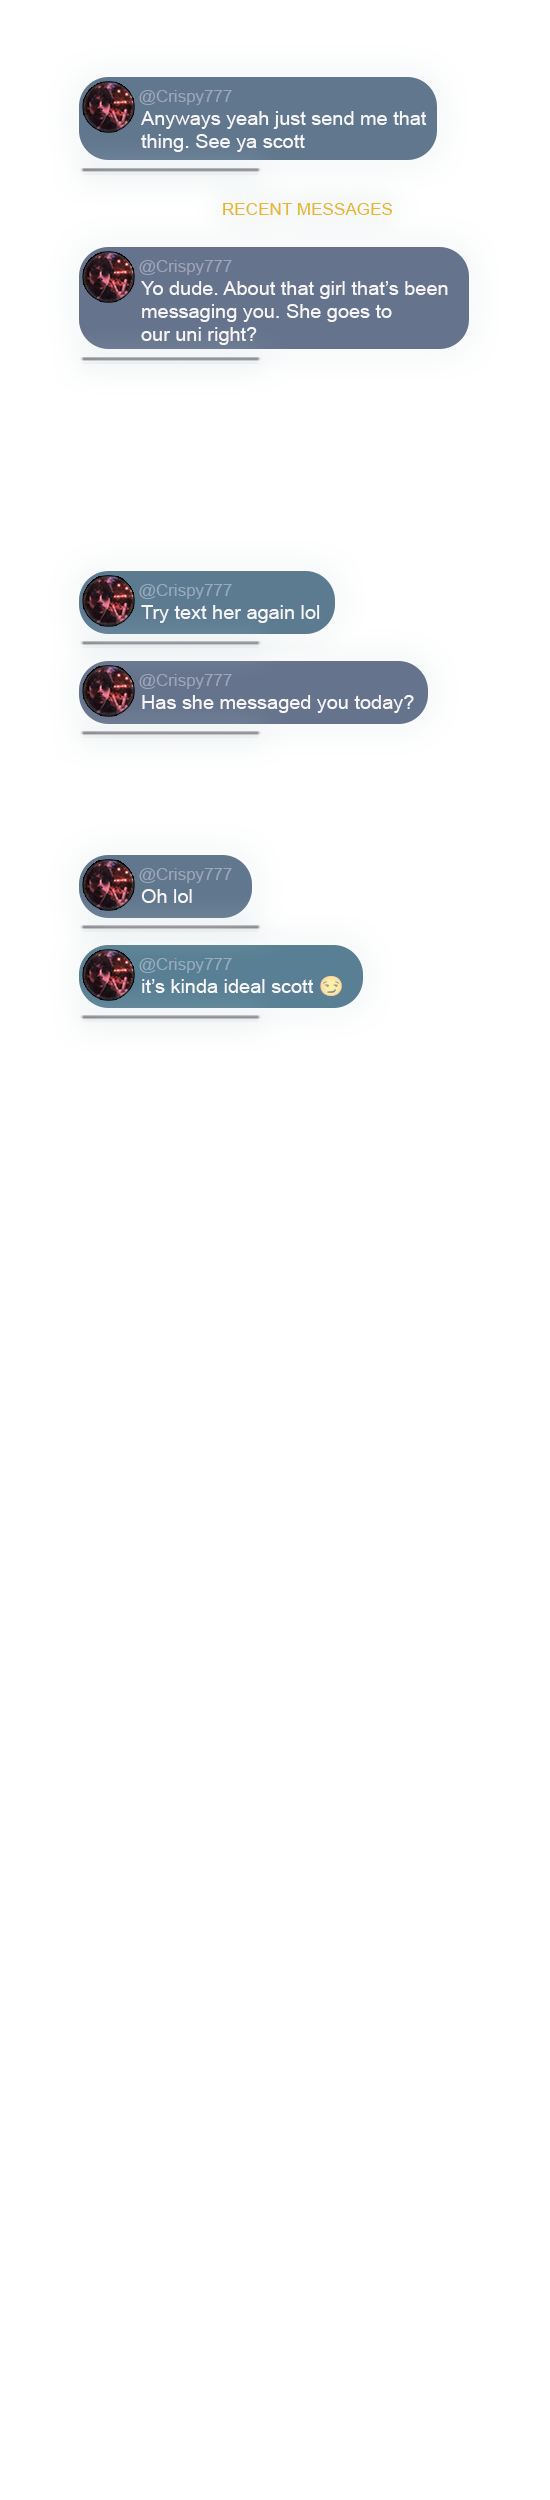 @Crispy777
Anyways yeah just send me that
thing. See ya scott
RECENT MESSAGES
@Crispy777
Yo dude. About that girl that’s been
messaging you. She goes to
our uni right?
@Crispy777
Try text her again lol
@Crispy777
Has she messaged you today?
@Crispy777
Oh lol
@Crispy777
it’s kinda ideal scott 😏